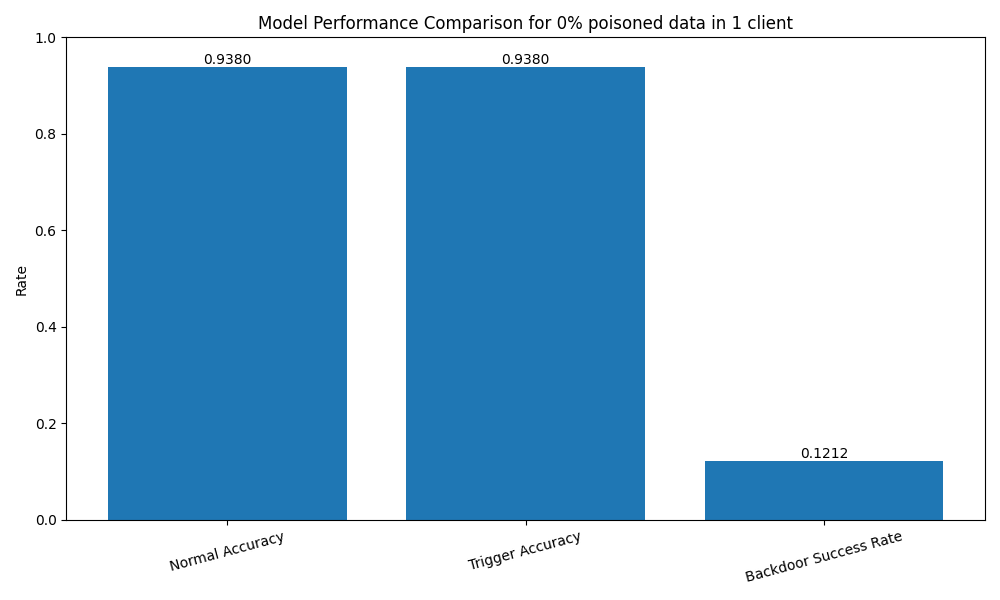 Model Performance Comparison for 0% poisoned data in 1 client
1.0
0.8
0.6
0.4
0.2
0.0
Rate
0.9380
0.9380
0.1212
Normal Accuracy
Trigger Accuracy
Backdoor Success Rate